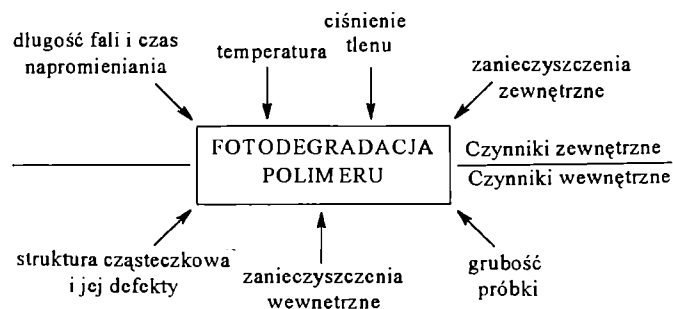 długość fali i czas
napromieniania
temperatura
ciśnienie
tlenu
zanieczyszczenia
zewnętrzne
FOTODEGRADACJA
POLIMERU
Czynniki zewnętrzne
Czynniki wewnętrzne
struktura cząsteczkowa
i jej defekty
zanieczyszczenia
wewnetrzne
grubość
próbki